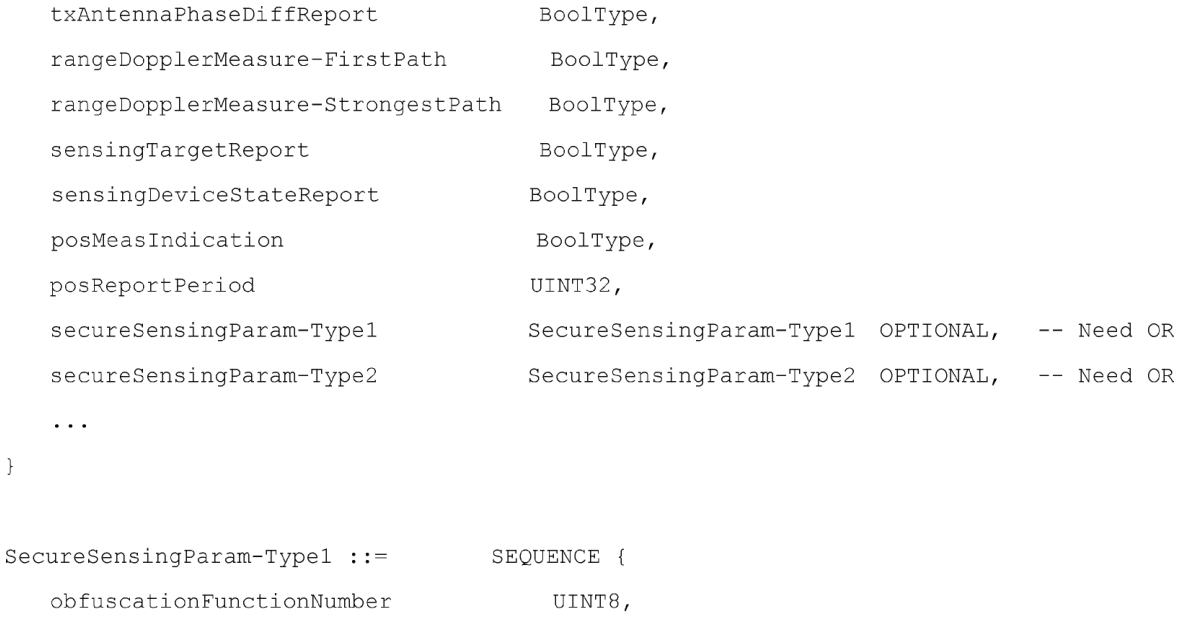 txAntennaPhaseDiffReport BoolType,
rangeDopplerMeasure-FirstPath BoolType,
rangeDopplerMeasure-StrongestPath BoolType,
sensingTargetReport BoolType,
sensingDeviceStateReport BoolType,
posMeasIndication BoolType,
posReportPeriod UINT32,
secureSensingParam-Type1 SecureSensingParam-Type1 OPTIONAL, -- Need OR
secureSensingParam-Type2 SecureSensingParam-Type2 OPTIONAL, -- Need OR
...
}
SecureSensingParam-Type1 ::= SEQUENCE {
obfuscationFunctionNumber UINT8,